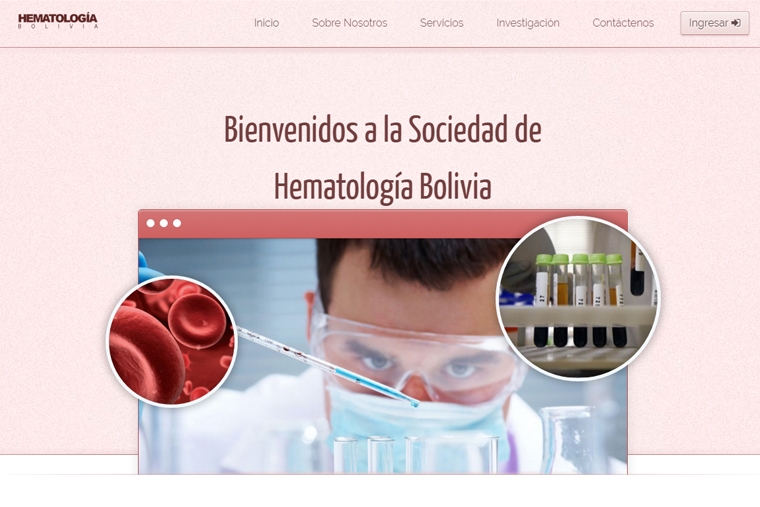 HEMATOLOGÍA
BOLIVIA
Inicio
Sobre Nosotros
Servicios
Investigación
Contáctenos
Ingresar
Bienvenidos a la Sociedad de
Hematología Bolivia